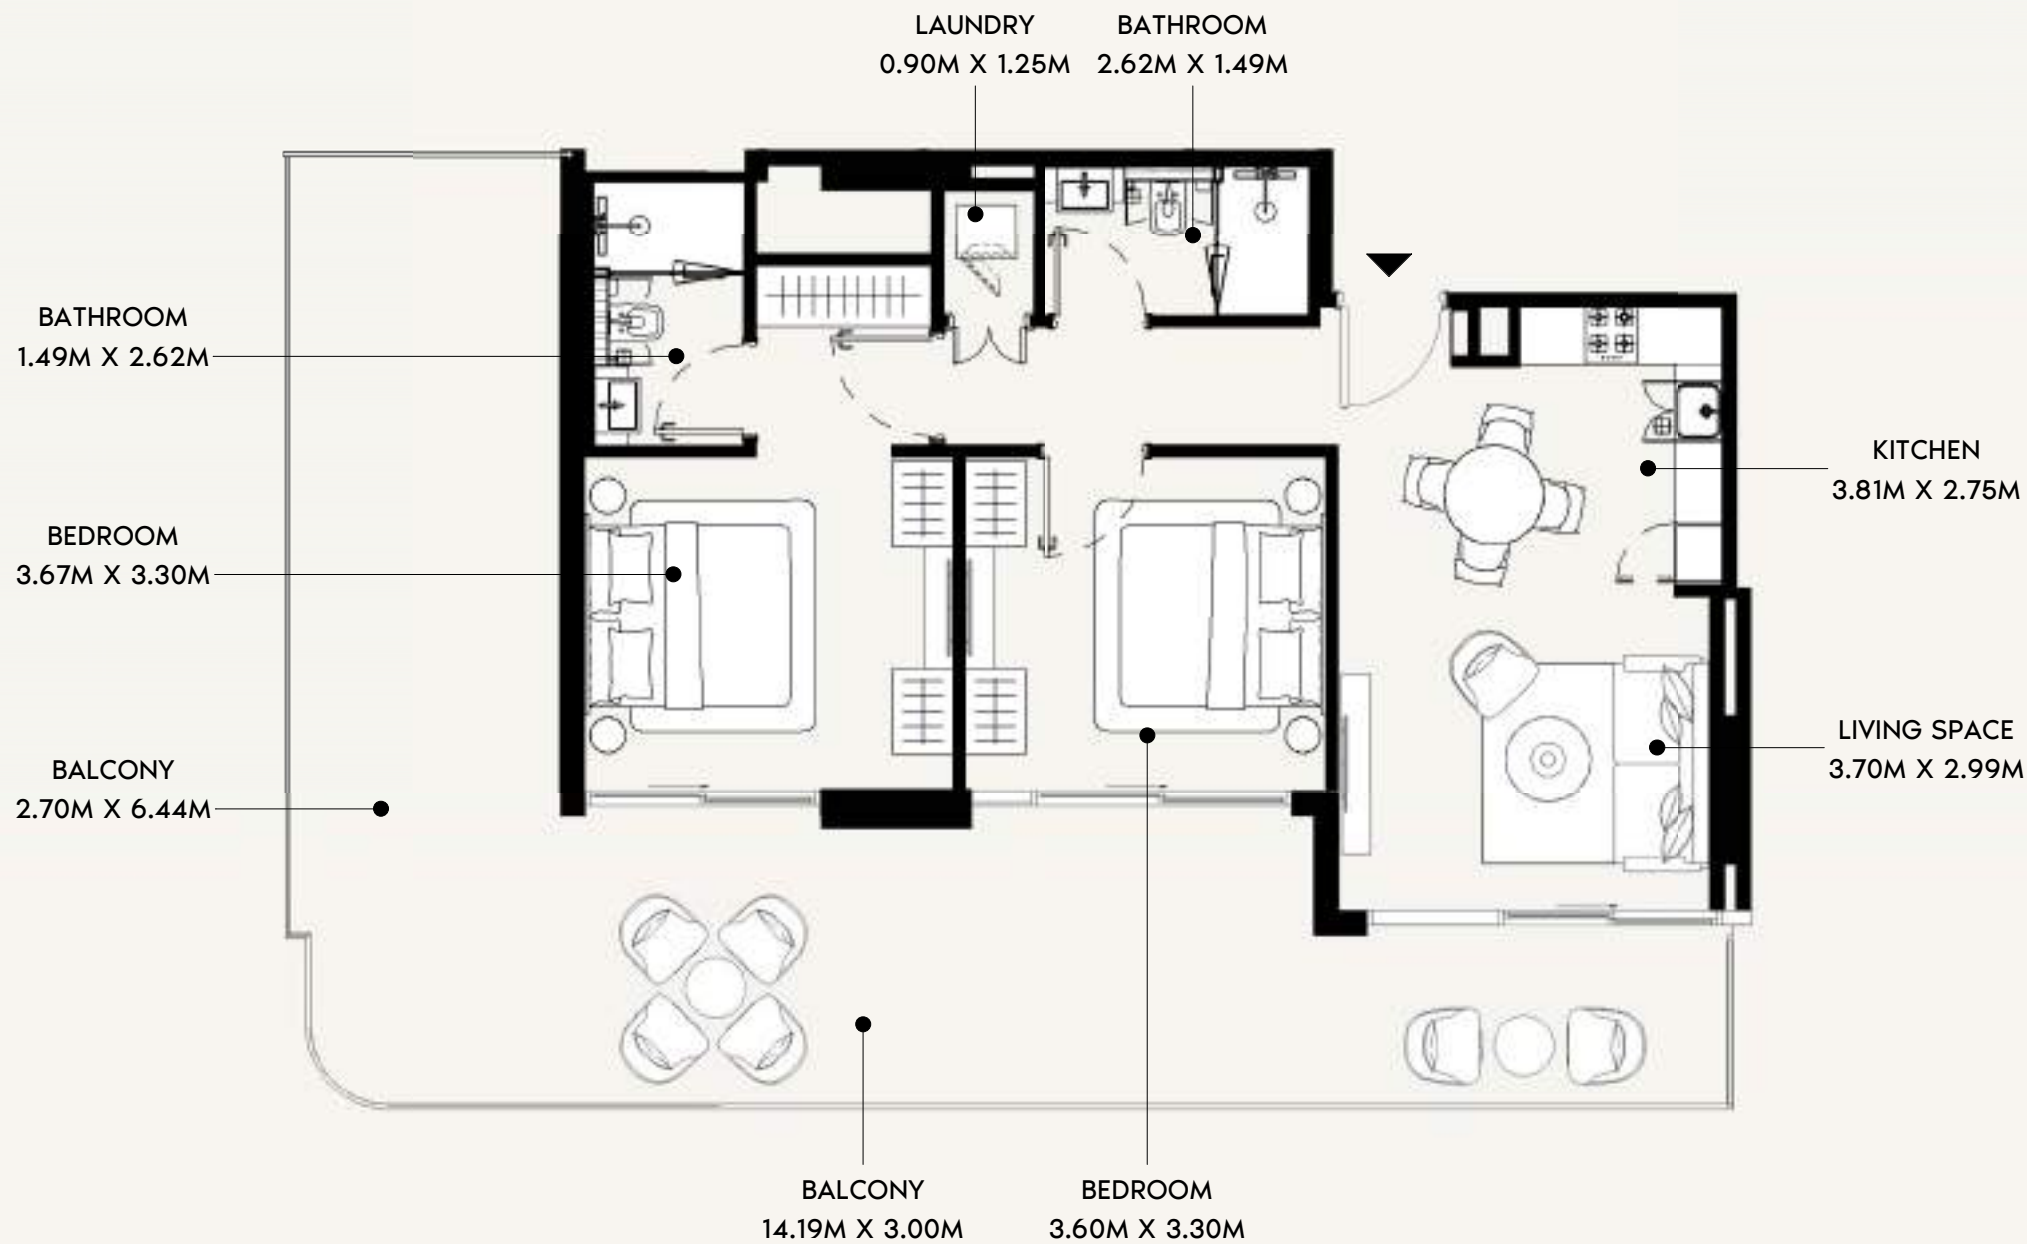 LAUNDRY
0.90M X 1.25M
BATHROOM
2.62M X 1.49M
BATHROOM
1.49M X 2.62M
BEDROOM
3.67M X 3.30M
BALCONY
2.70M X 6.44M
KITCHEN
3.81M X 2.75M
LIVING SPACE
3.70M X 2.99M
BALCONY
14.19M X 3.00M
BEDROOM
3.60M X 3.30M